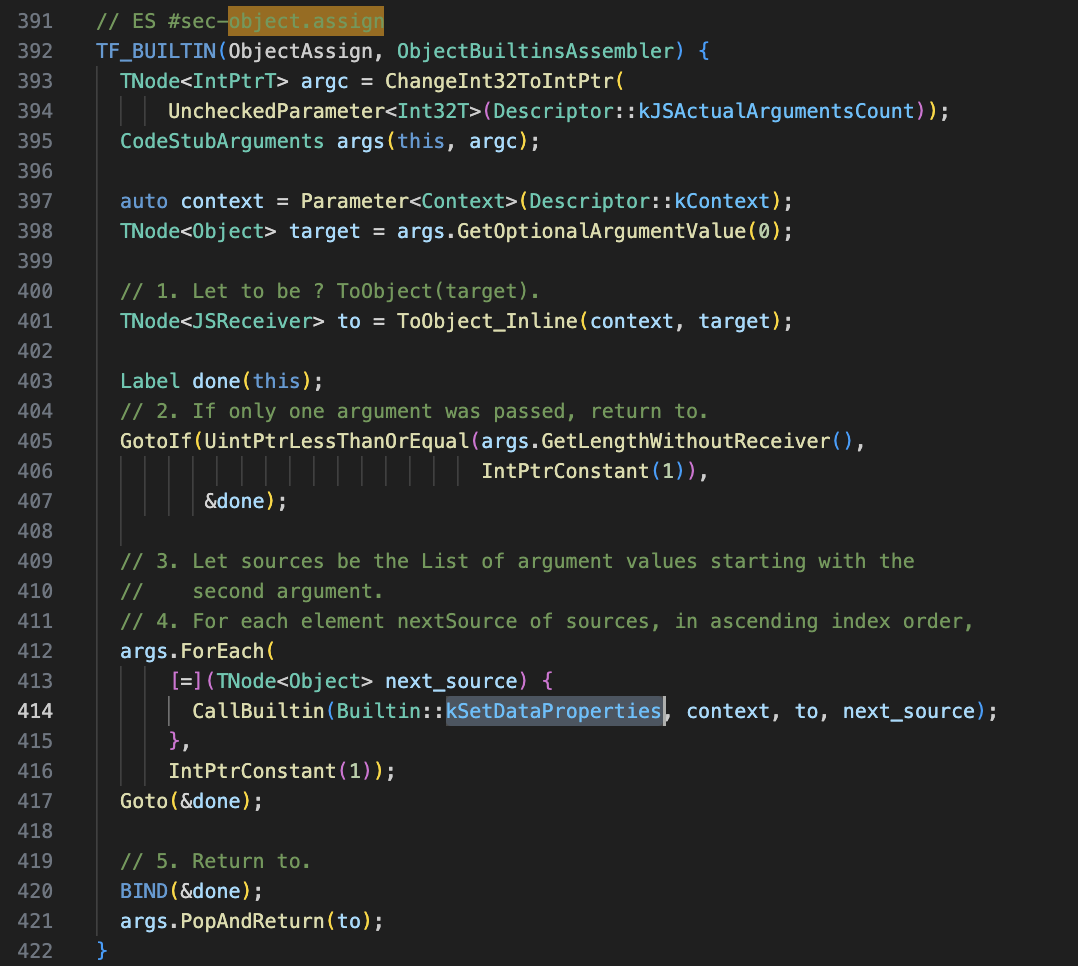 391 // ES #sec-object.assign
392 TF_BUILTIN(ObjectAssign, ObjectBuiltinsAssembler) {
393   TNode<IntPtrT> argc = ChangeInt32ToIntPtr(
394       UncheckedParameter<Int32T>(Descriptor::kJSActualArgumentsCount));
395   CodeStubArguments args(this, argc);
396
397   auto context = Parameter<Context>(Descriptor::kContext);
398   TNode<Object> target = args.GetOptionalArgumentValue(0);
399
400   // 1. Let to be ? ToObject(target).
401   TNode<JSReceiver> to = ToObject_Inline(context, target);
402
403   Label done(this);
404   // 2. If only one argument was passed, return to.
405   GotoIf(UintPtrLessThanOrEqual(args.GetLengthWithoutReceiver(),
406                                 IntPtrConstant(1)),
407          &done);
408
409   // 3. Let sources be the List of argument values starting with the
410   //    second argument.
411   // 4. For each element nextSource of sources, in ascending index order,
412   args.ForEach(
413       [=](TNode<Object> next_source) {
414         CallBuiltin(Builtin::kSetDataProperties, context, to, next_source);
415       },
416       IntPtrConstant(1));
417   Goto(&done);
418
419   // 5. Return to.
420   BIND(&done);
421   args.PopAndReturn(to);
422 }